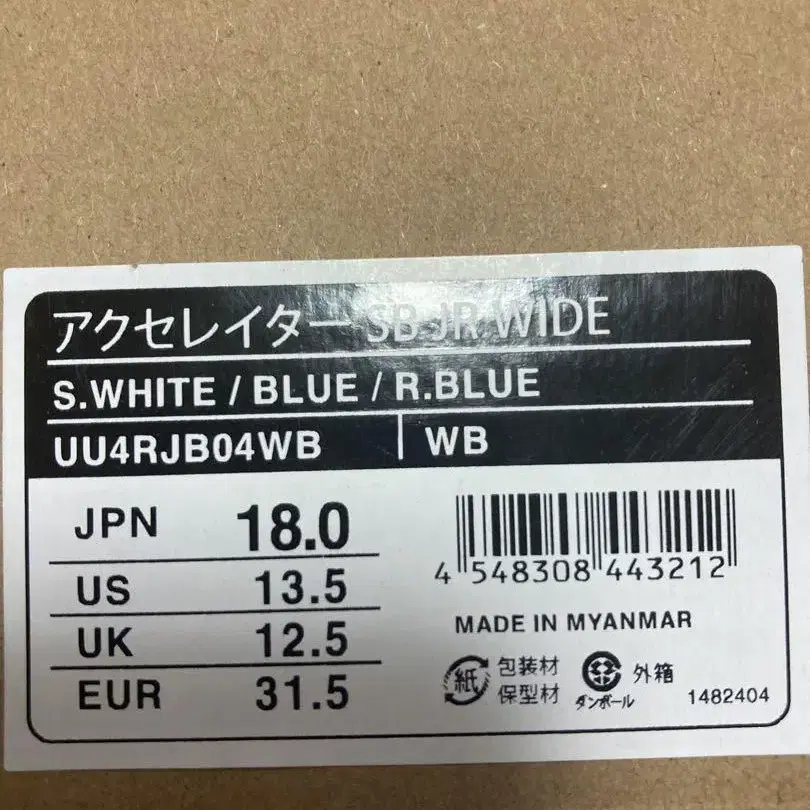 アクセレイター SB JR WIDE
S.WHITE / BLUE / R.BLUE
UU4RJB04WB WB
JPN 18.0
US 13.5
UK 12.5
EUR 31.5
4 548308 443212
MADE IN MYANMAR
紙 包装材
保型材
ダンボール 外箱
1482404